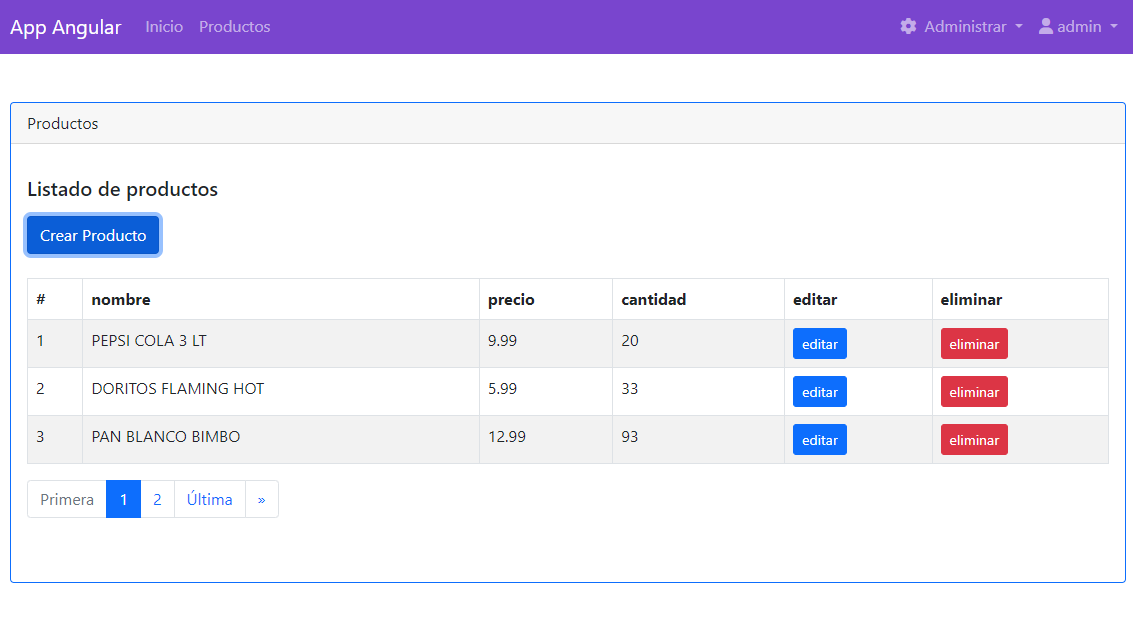 App Angular Inicio Productos Administrar admin
Productos
Listado de productos
Crear Producto
# nombre precio cantidad editar eliminar
1 PEPSI COLA 3 LT 9.99 20 editar eliminar
2 DORITOS FLAMING HOT 5.99 33 editar eliminar
3 PAN BLANCO BIMBO 12.99 93 editar eliminar
Primera 1 2 Última »